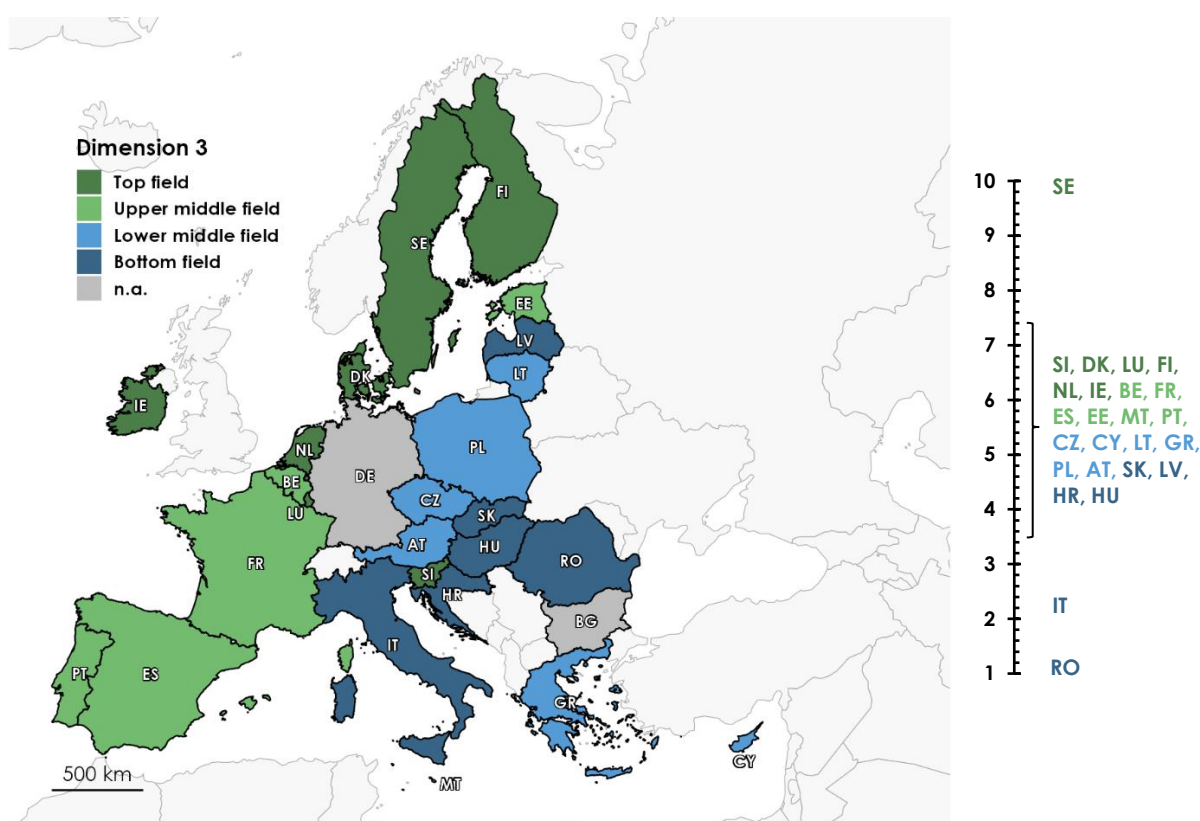 Dimension 3
Top field
Upper middle field
Lower middle field
Bottom field
n.a.
FI
SE
EE
LV
LT
DK
IE
NL
PL
DE
BE
LU
CZ
SK
AT
HU
FR
RO
SI
HR
BG
IT
PT
ES
GR
CY
MT
500 km
10
9
8
7
6
5
4
3
2
1
SE
SI, DK, LU, FI,
NL, IE, BE, FR,
ES, EE, MT, PT,
CZ, CY, LT, GR,
PL, AT, SK, LV,
HR, HU
IT
RO